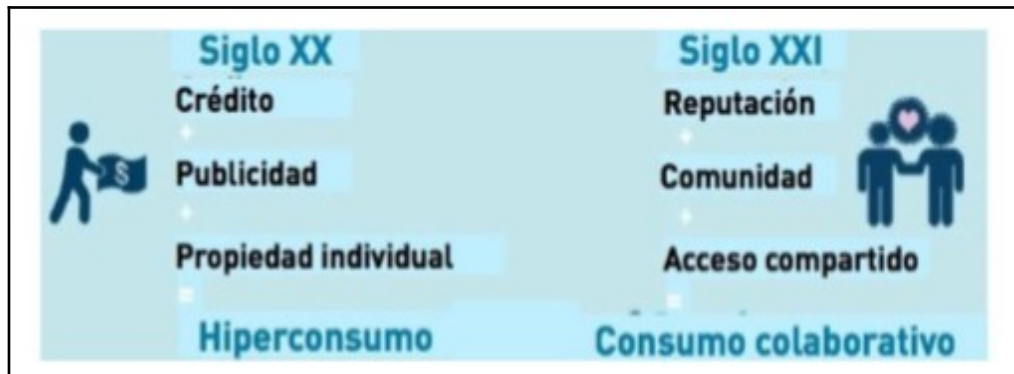 Siglo XX
Crédito
+
Publicidad
+
Propiedad individual
=
Hiperconsumo
Siglo XXI
Reputación
+
Comunidad
+
Acceso compartido
=
Consumo colaborativo
$